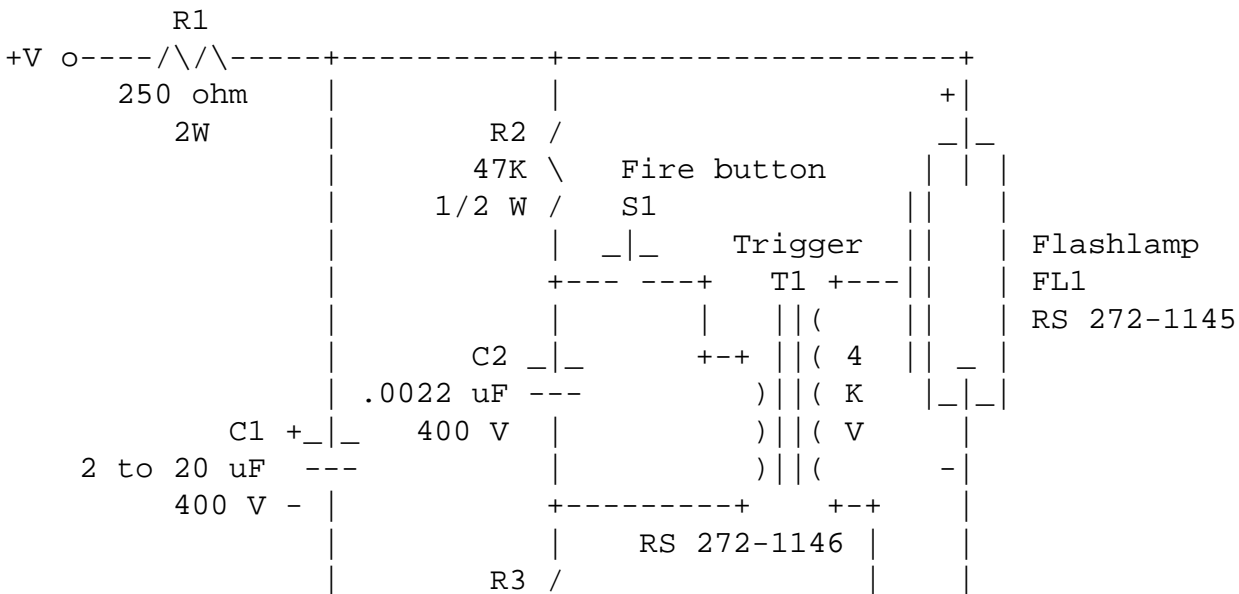 R1
+V o----/\/\-----+-----------+---------------------+
250 ohm | | +|
2W | R2 / _|_
| 47K \ Fire button | | |
| 1/2 W / S1 || |
| | _|_ Trigger || | Flashlamp
| +--- ---+ T1 +---|| | FL1
| | | ||( || | RS 272-1145
| C2 _|_ +-+ ||( 4 || _ |
| .0022 uF --- )||( K |_|_|
C1 +_|_ 400 V | )||( V |
2 to 20 uF --- | )||( -|
400 V - | +---------+ +-+ |
| | RS 272-1146 | |
| R3 / | |